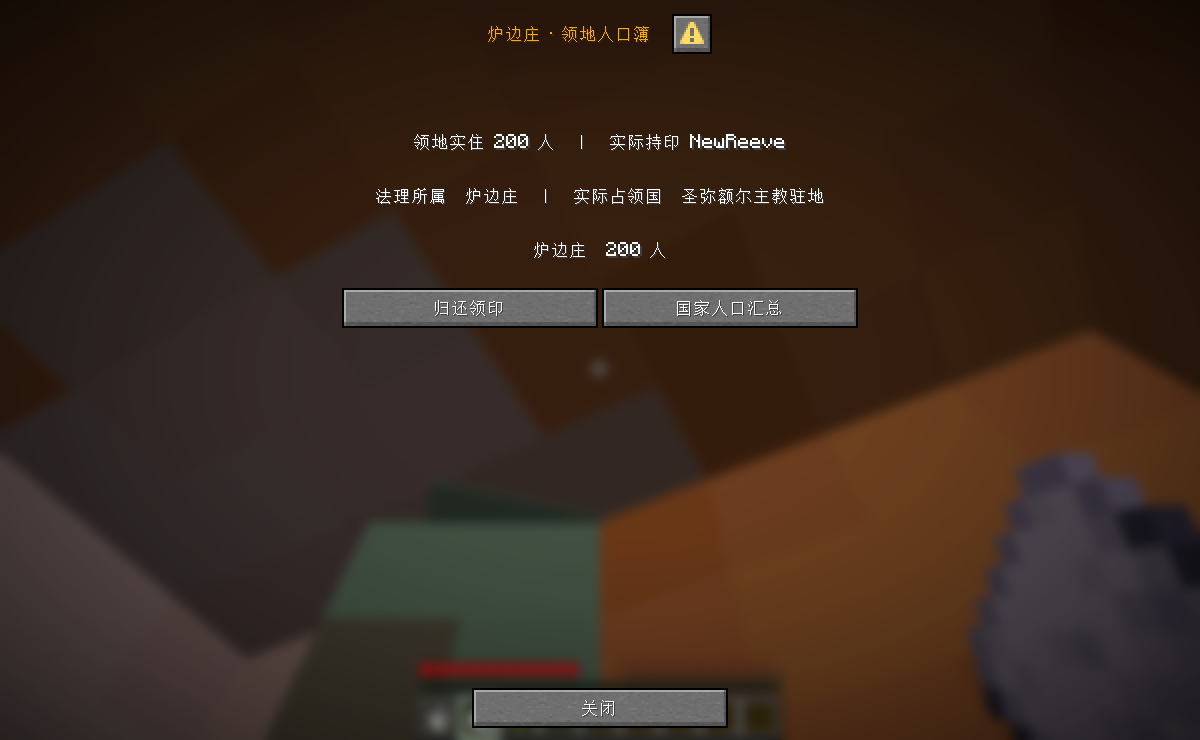 炉边庄 · 领地人口簿
领地实住 200 人 | 实际持印 NewReeve
法理所属 炉边庄 | 实际占领国 圣弥额尔主教驻地
炉边庄 200 人
归还领印 国家人口汇总
关闭